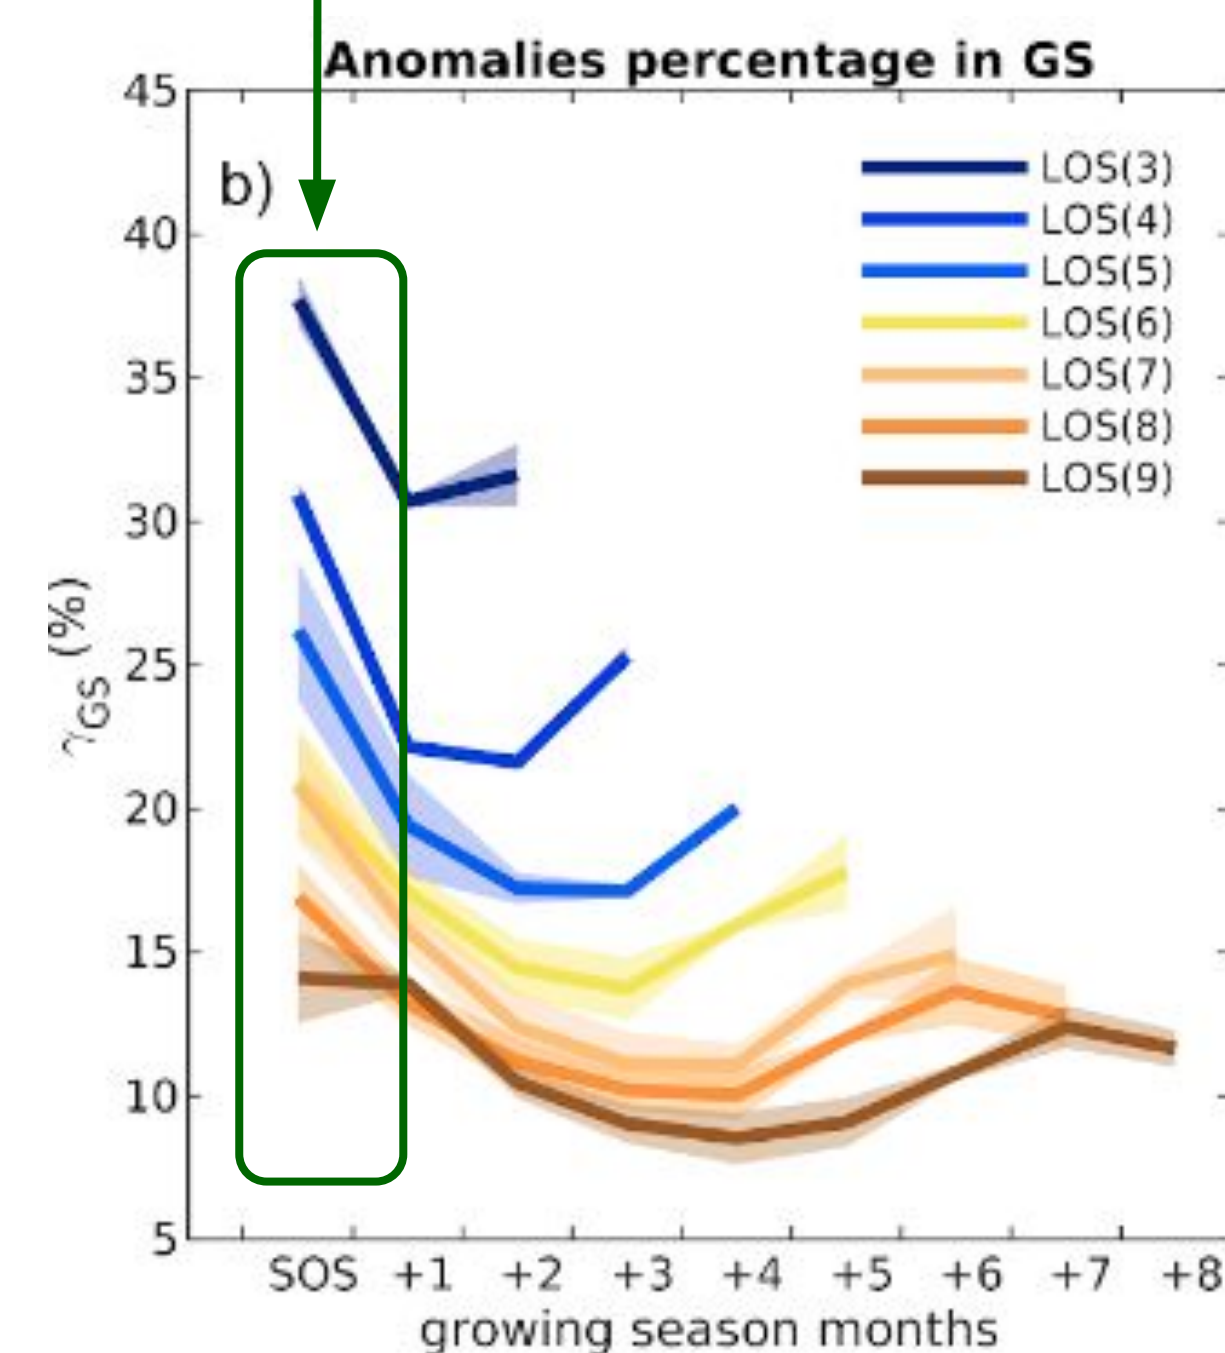 Anomalies percentage in GS
45
b)
LOS(3)
LOS(4)
LOS(5)
LOS(6)
LOS(7)
LOS(8)
LOS(9)
40
35
30
25
20
15
10
5
γGS (%)
SOS +1 +2 +3 +4 +5 +6 +7 +8
growing season months